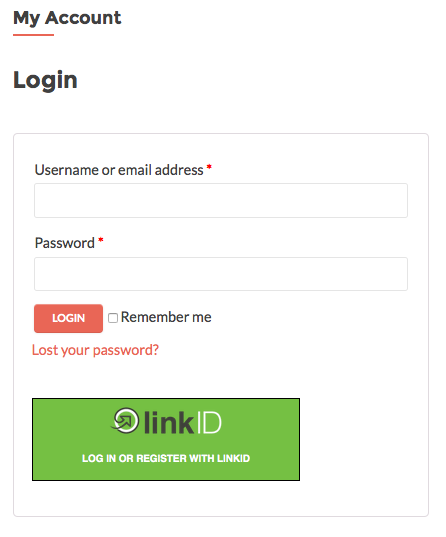 My Account
Login
Username or email address *
Password *
LOGIN Remember me
Lost your password?
linkID
LOG IN OR REGISTER WITH LINKID